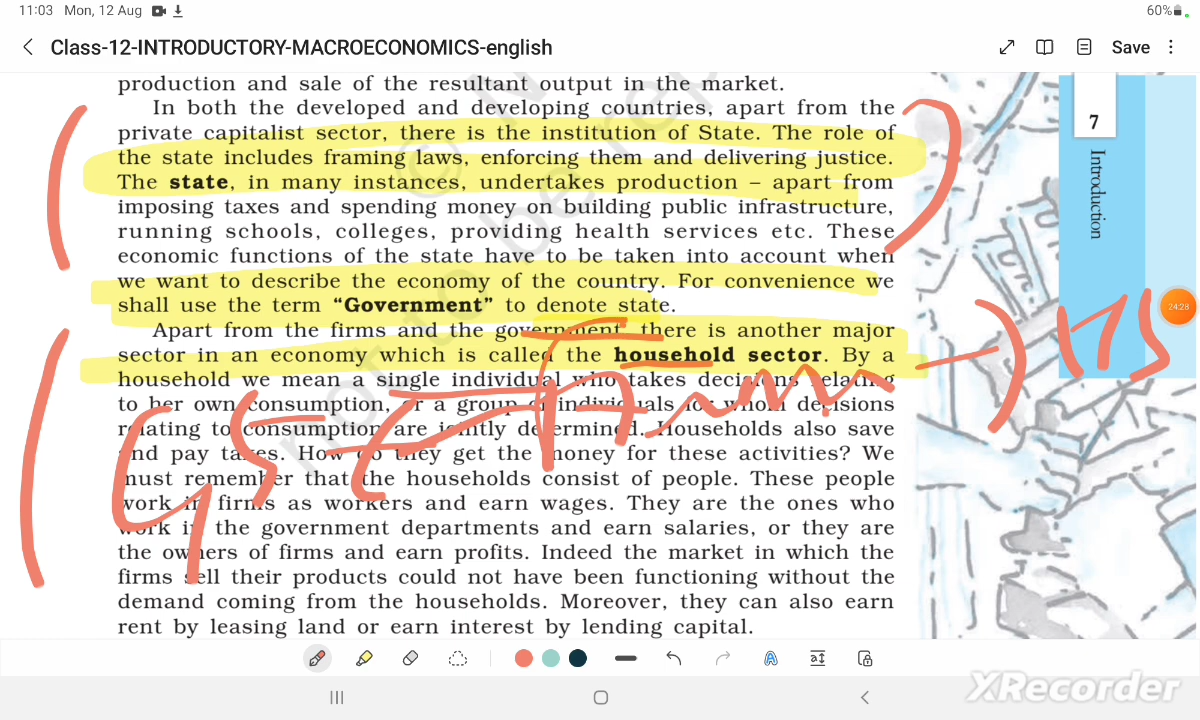 11:03 Mon, 12 Aug
60%
Class-12-INTRODUCTORY-MACROECONOMICS-english
Save
production and sale of the resultant output in the market.
In both the developed and developing countries, apart from the
private capitalist sector, there is the institution of State. The role of
the state includes framing laws, enforcing them and delivering justice.
The state, in many instances, undertakes production – apart from
imposing taxes and spending money on building public infrastructure,
running schools, colleges, providing health services etc. These
economic functions of the state have to be taken into account when
we want to describe the economy of the country. For convenience we
shall use the term “Government” to denote state.
Apart from the firms and the government, there is another major
sector in an economy which is called the household sector. By a
household we mean a single individual who takes decisions relating
to her own consumption, or a group of individuals for whom decisions
relating to consumption are jointly determined. Households also save
and pay taxes. How do they get the money for these activities? We
must remember that the households consist of people. These people
work in firms as workers and earn wages. They are the ones who
work in the government departments and earn salaries, or they are
the owners of firms and earn profits. Indeed the market in which the
firms sell their products could not have been functioning without the
demand coming from the households. Moreover, they can also earn
rent by leasing land or earn interest by lending capital.
7
Introduction
24:28
XRecorder